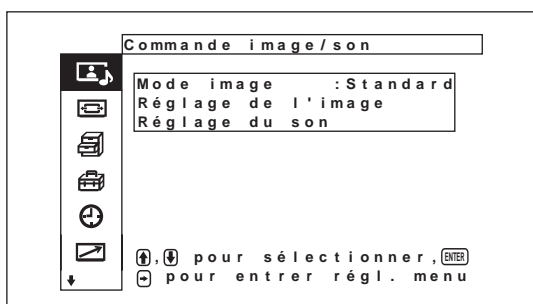 Commande image/son
Mode image :Standard
Réglage de l'image
Réglage du son
, pour sélectionner, ENTER
pour entrer régl. menu